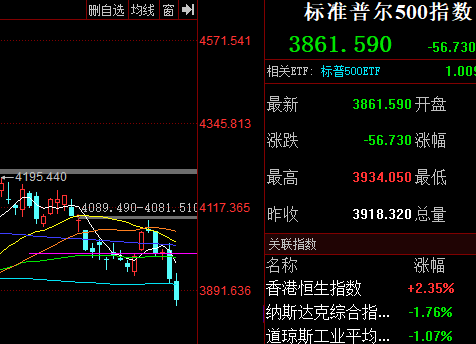 删自选 均线 窗
4571.541
4345.813
4195.440
4089.490-4081.510
4117.365
3891.636
标准普尔500指数
3861.590 -56.730
相关ETF: 标普500ETF 1.00
最新 3861.590 开盘
涨跌 -56.730 涨幅
最高 3934.050 最低
昨收 3918.320 总量
关联指数
名称 涨幅
香港恒生指数 +2.35%
纳斯达克综合指... -1.76%
道琼斯工业平均... -1.07%